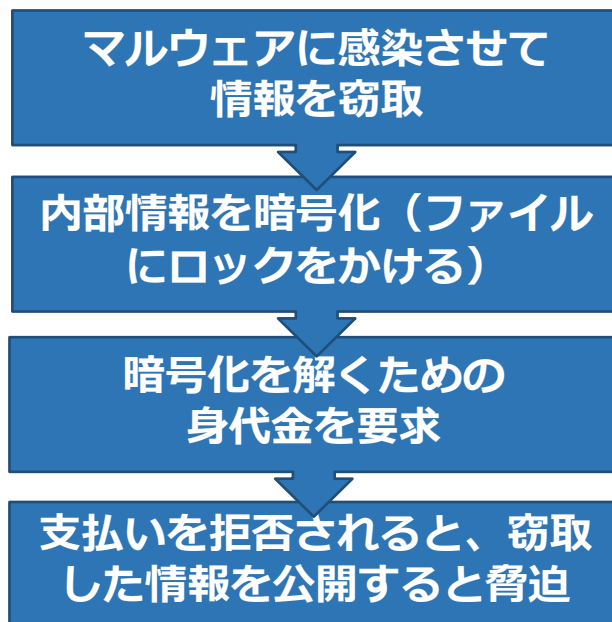 マルウェアに感染させて
情報を窃取
内部情報を暗号化（ファイル
にロックをかける）
暗号化を解くための
身代金を要求
支払いを拒否されると、窃取
した情報を公開すると脅迫